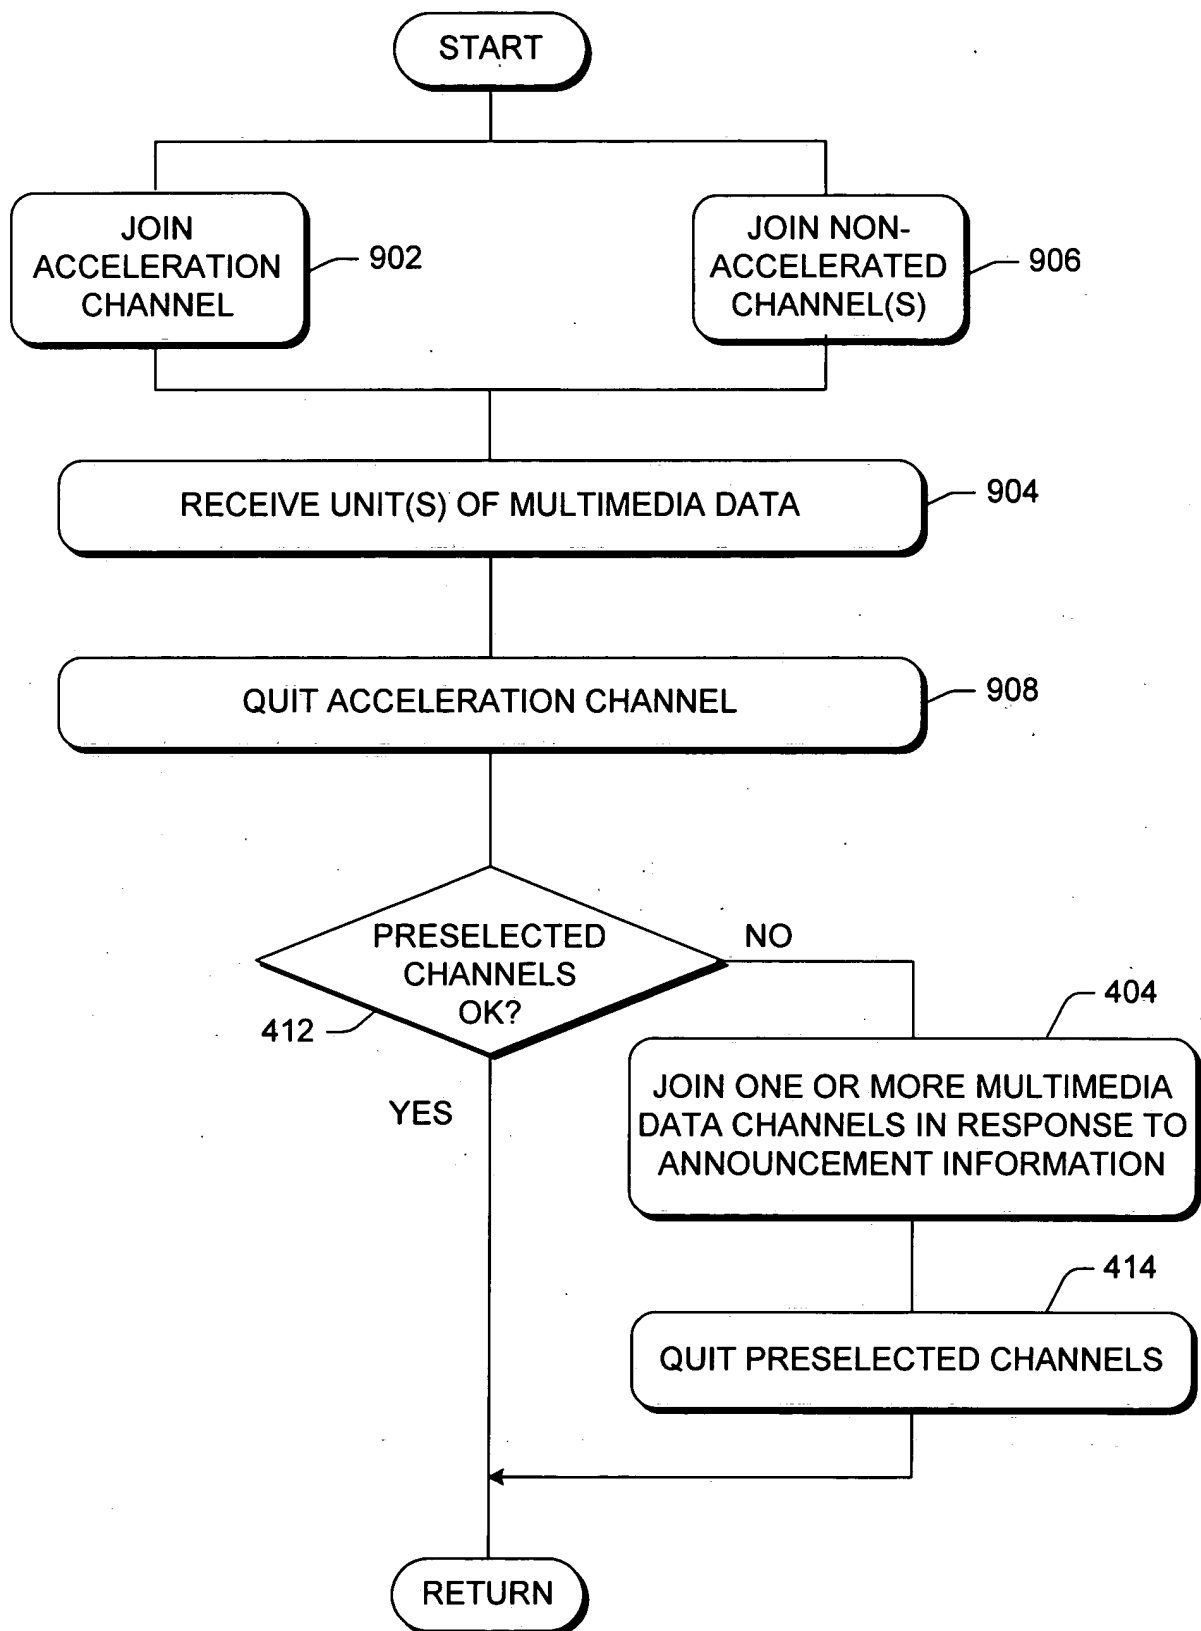 START
JOIN
ACCELERATION
CHANNEL
902
JOIN NON-
ACCELERATED
CHANNEL(S)
906
RECEIVE UNIT(S) OF MULTIMEDIA DATA
904
QUIT ACCELERATION CHANNEL
908
PRESELECTED
CHANNELS
OK?
NO
412
YES
404
JOIN ONE OR MORE MULTIMEDIA
DATA CHANNELS IN RESPONSE TO
ANNOUNCEMENT INFORMATION
414
QUIT PRESELECTED CHANNELS
RETURN